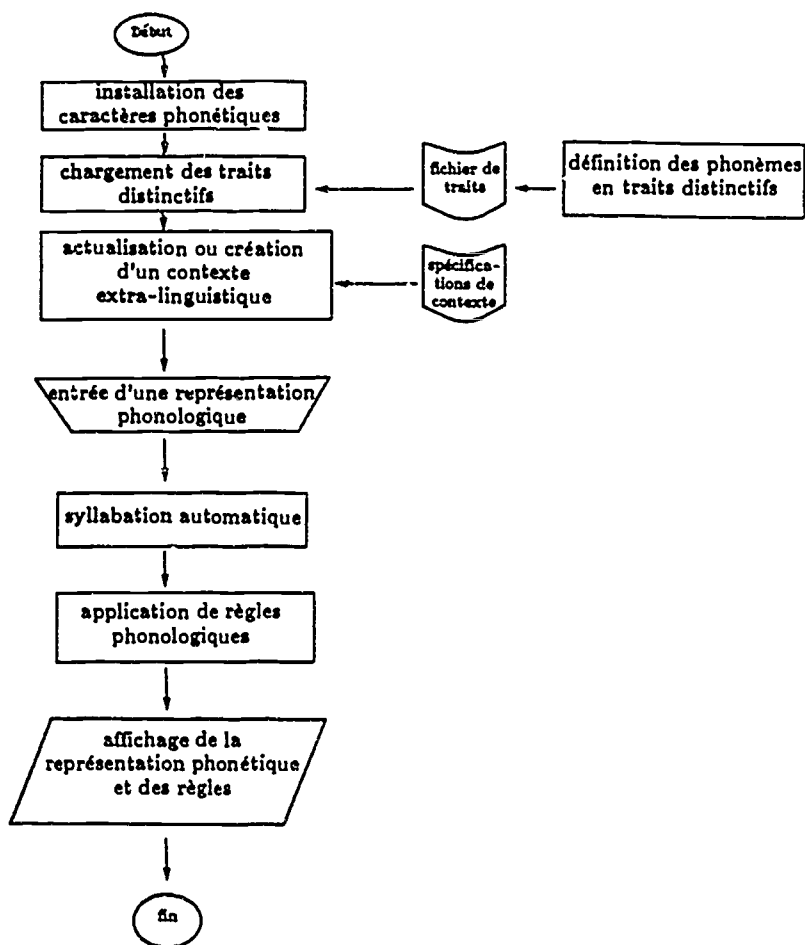 Début
installation des
caractères phonétiques
chargement des traits
distinctifs
fichier de
traits
définition des phonèmes
en traits distinctifs
actualisation ou création
d'un contexte
extra-linguistique
spécifica-
tions de
contexte
entrée d'une représentation
phonologique
syllabation automatique
application de règles
phonologiques
affichage de la
représentation phonétique
et des règles
fin